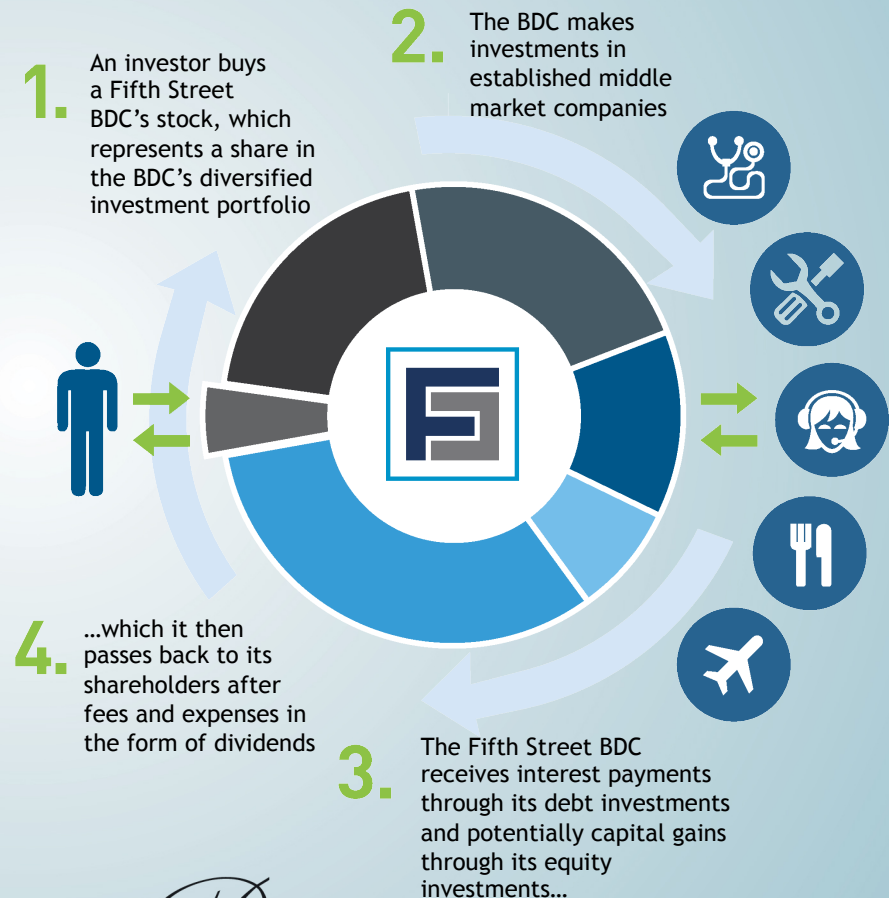 1.
An investor buys
a Fifth Street
BDC’s stock, which
represents a share in
the BDC’s diversified
investment portfolio
2.
The BDC makes
investments in
established middle
market companies
FS
3.
The Fifth Street BDC
receives interest payments
through its debt investments
and potentially capital gains
through its equity
investments…
4.
…which it then
passes back to its
shareholders after
fees and expenses in
the form of dividends